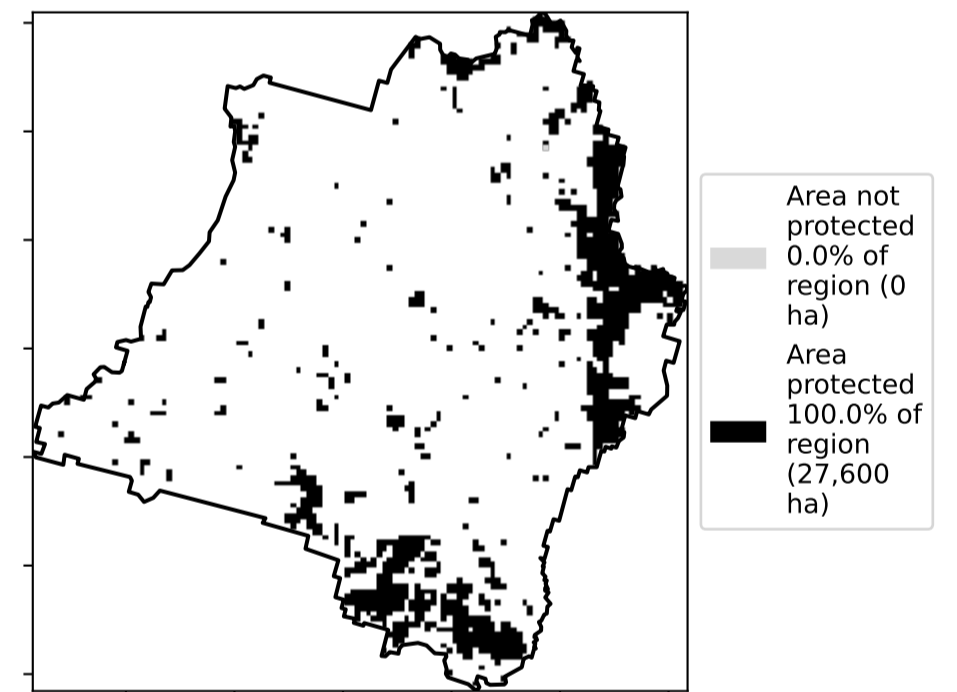 Area not
protected
0.0% of
region (0
ha)
Area
protected
100.0% of
region
(27,600
ha)